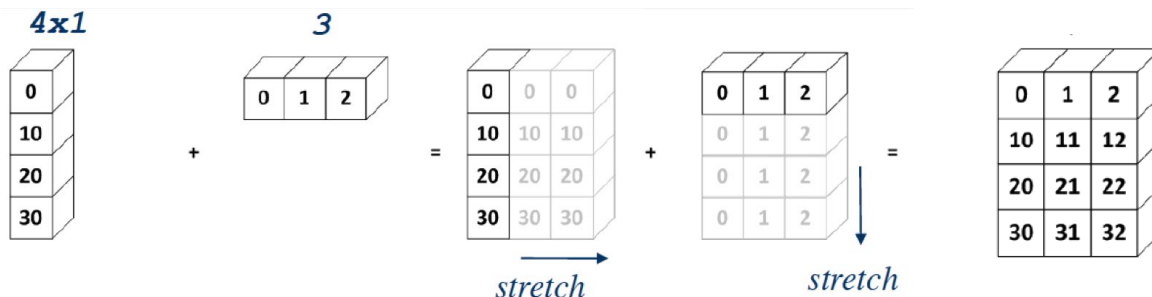 4x1 3
0 0 1 2 0 0 0 0 1 2 0 1 2
10 + = 10 10 10 + 0 1 2 = 10 11 12
20 20 20 20 0 1 2 20 21 22
30 30 30 30 0 1 2 30 31 32
stretch stretch